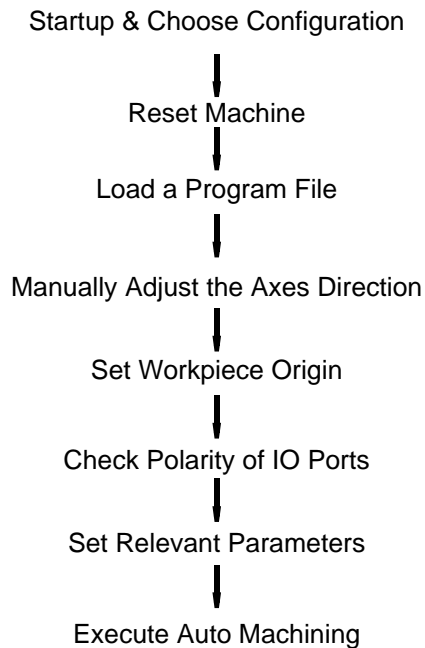 Startup & Choose Configuration
Reset Machine
Load a Program File
Manually Adjust the Axes Direction
Set Workpiece Origin
Check Polarity of IO Ports
Set Relevant Parameters
Execute Auto Machining